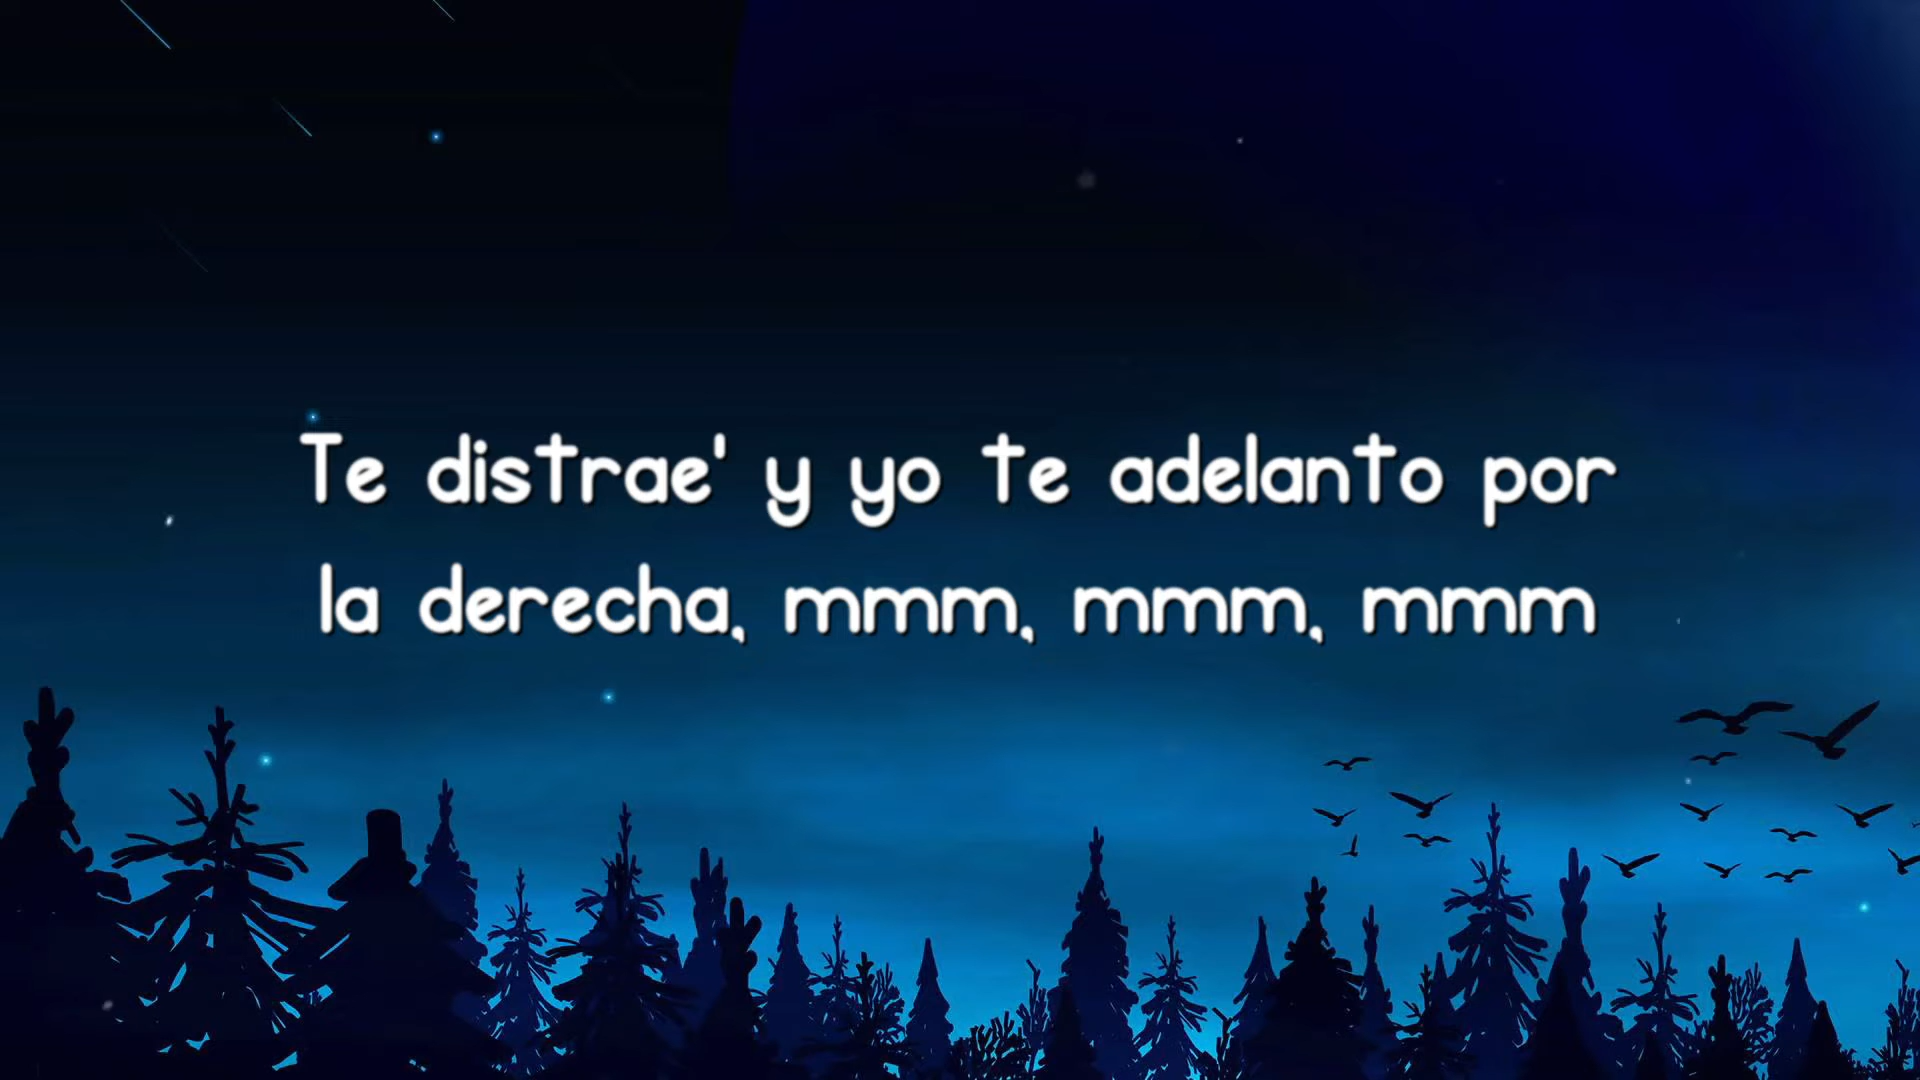 Te distrae' y yo te adelanto por
la derecha, mmm, mmm, mmm